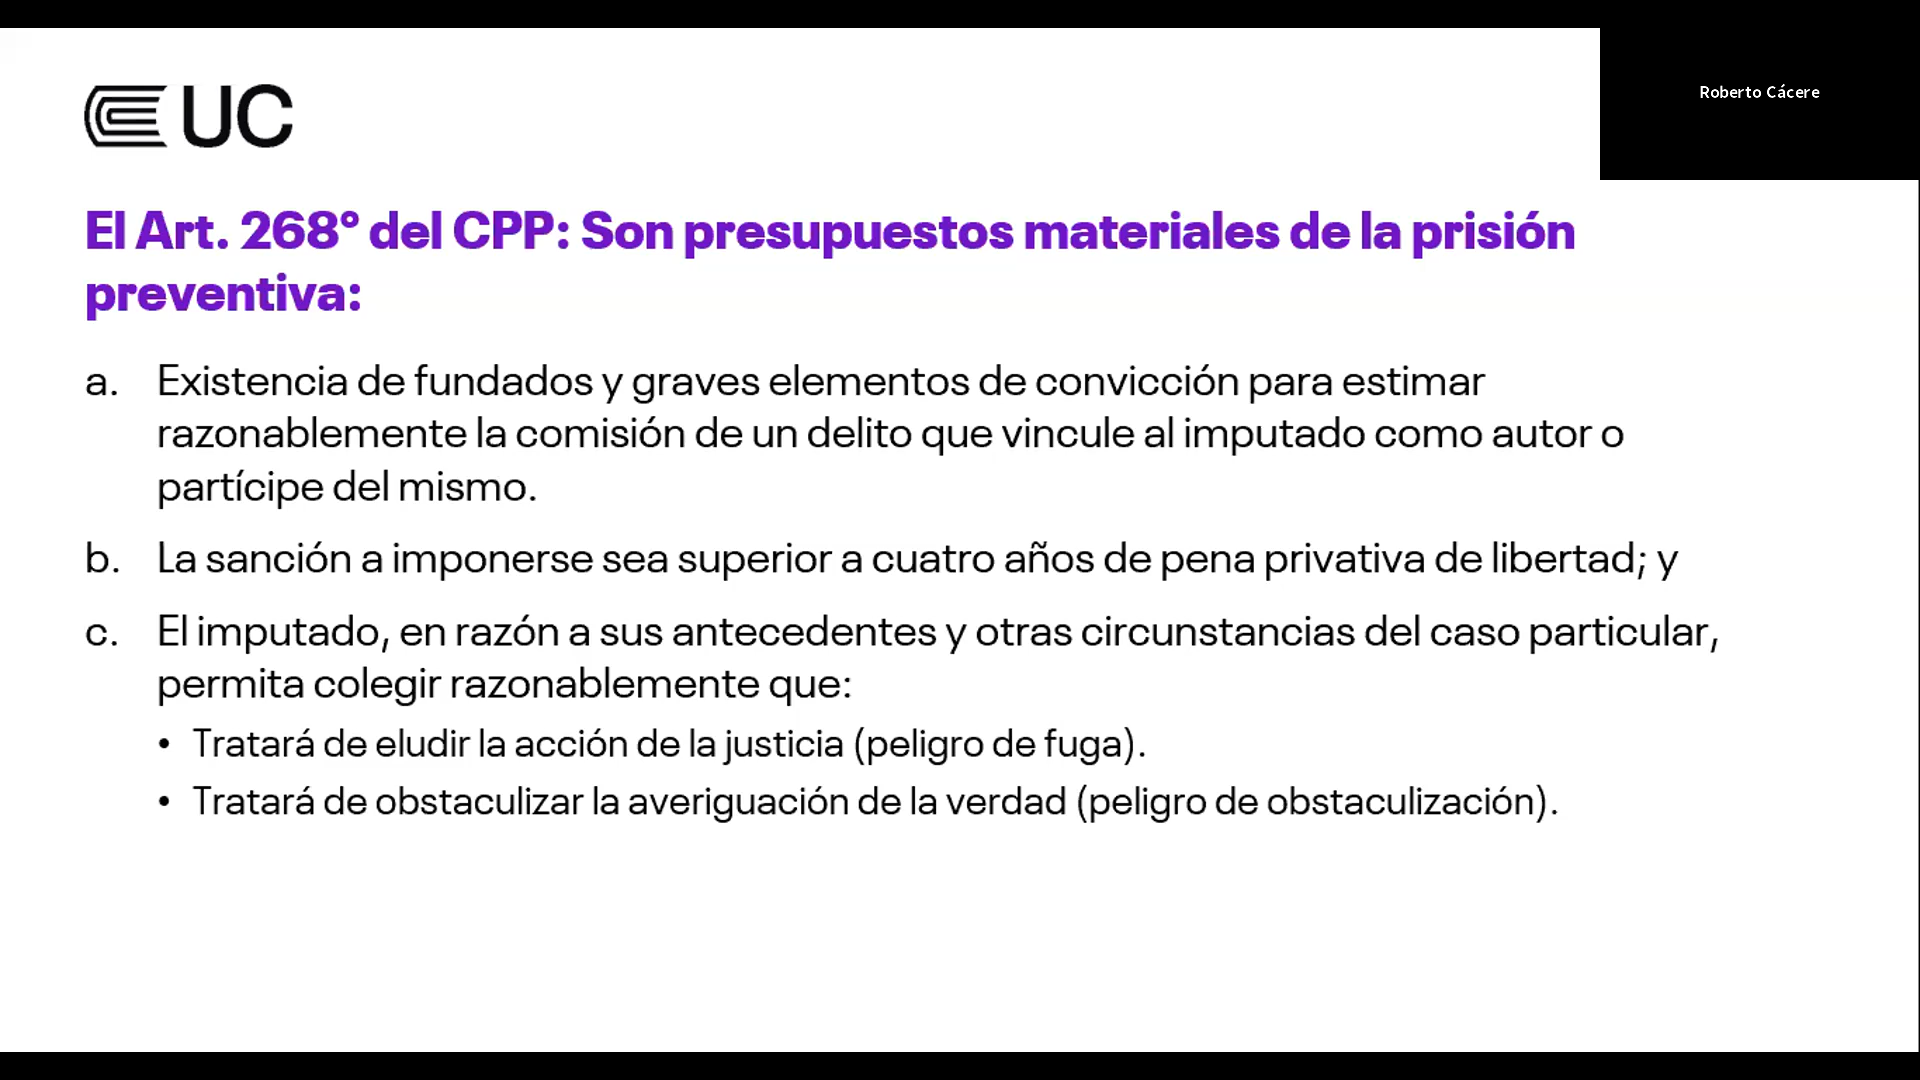 Roberto Cácere
UC
El Art. 268° del CPP: Son presupuestos materiales de la prisión
preventiva:
a. Existencia de fundados y graves elementos de convicción para estimar
razonablemente la comisión de un delito que vincule al imputado como autor o
partícipe del mismo.
b. La sanción a imponerse sea superior a cuatro años de pena privativa de libertad; y
c. El imputado, en razón a sus antecedentes y otras circunstancias del caso particular,
permita colegir razonablemente que:
• Tratará de eludir la acción de la justicia (peligro de fuga).
• Tratará de obstaculizar la averiguación de la verdad (peligro de obstaculización).